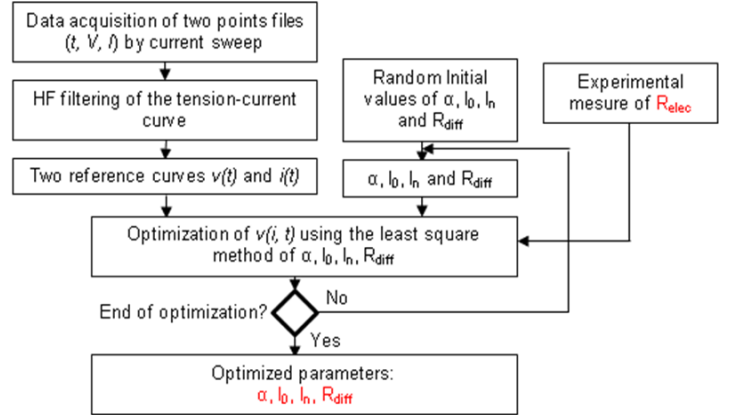 Data acquisition of two points files
(t, V, I) by current sweep
HF filtering of the tension-current
curve
Two reference curves v(t) and i(t)
Random Initial
values of α, I0, In
and Rdiff
α, I0, In and Rdiff
Experimental
mesure of Relec
Optimization of v(i, t) using the least square
method of α, I0, In, Rdiff
End of optimization?
No
Yes
Optimized parameters:
α, I0, In, Rdiff